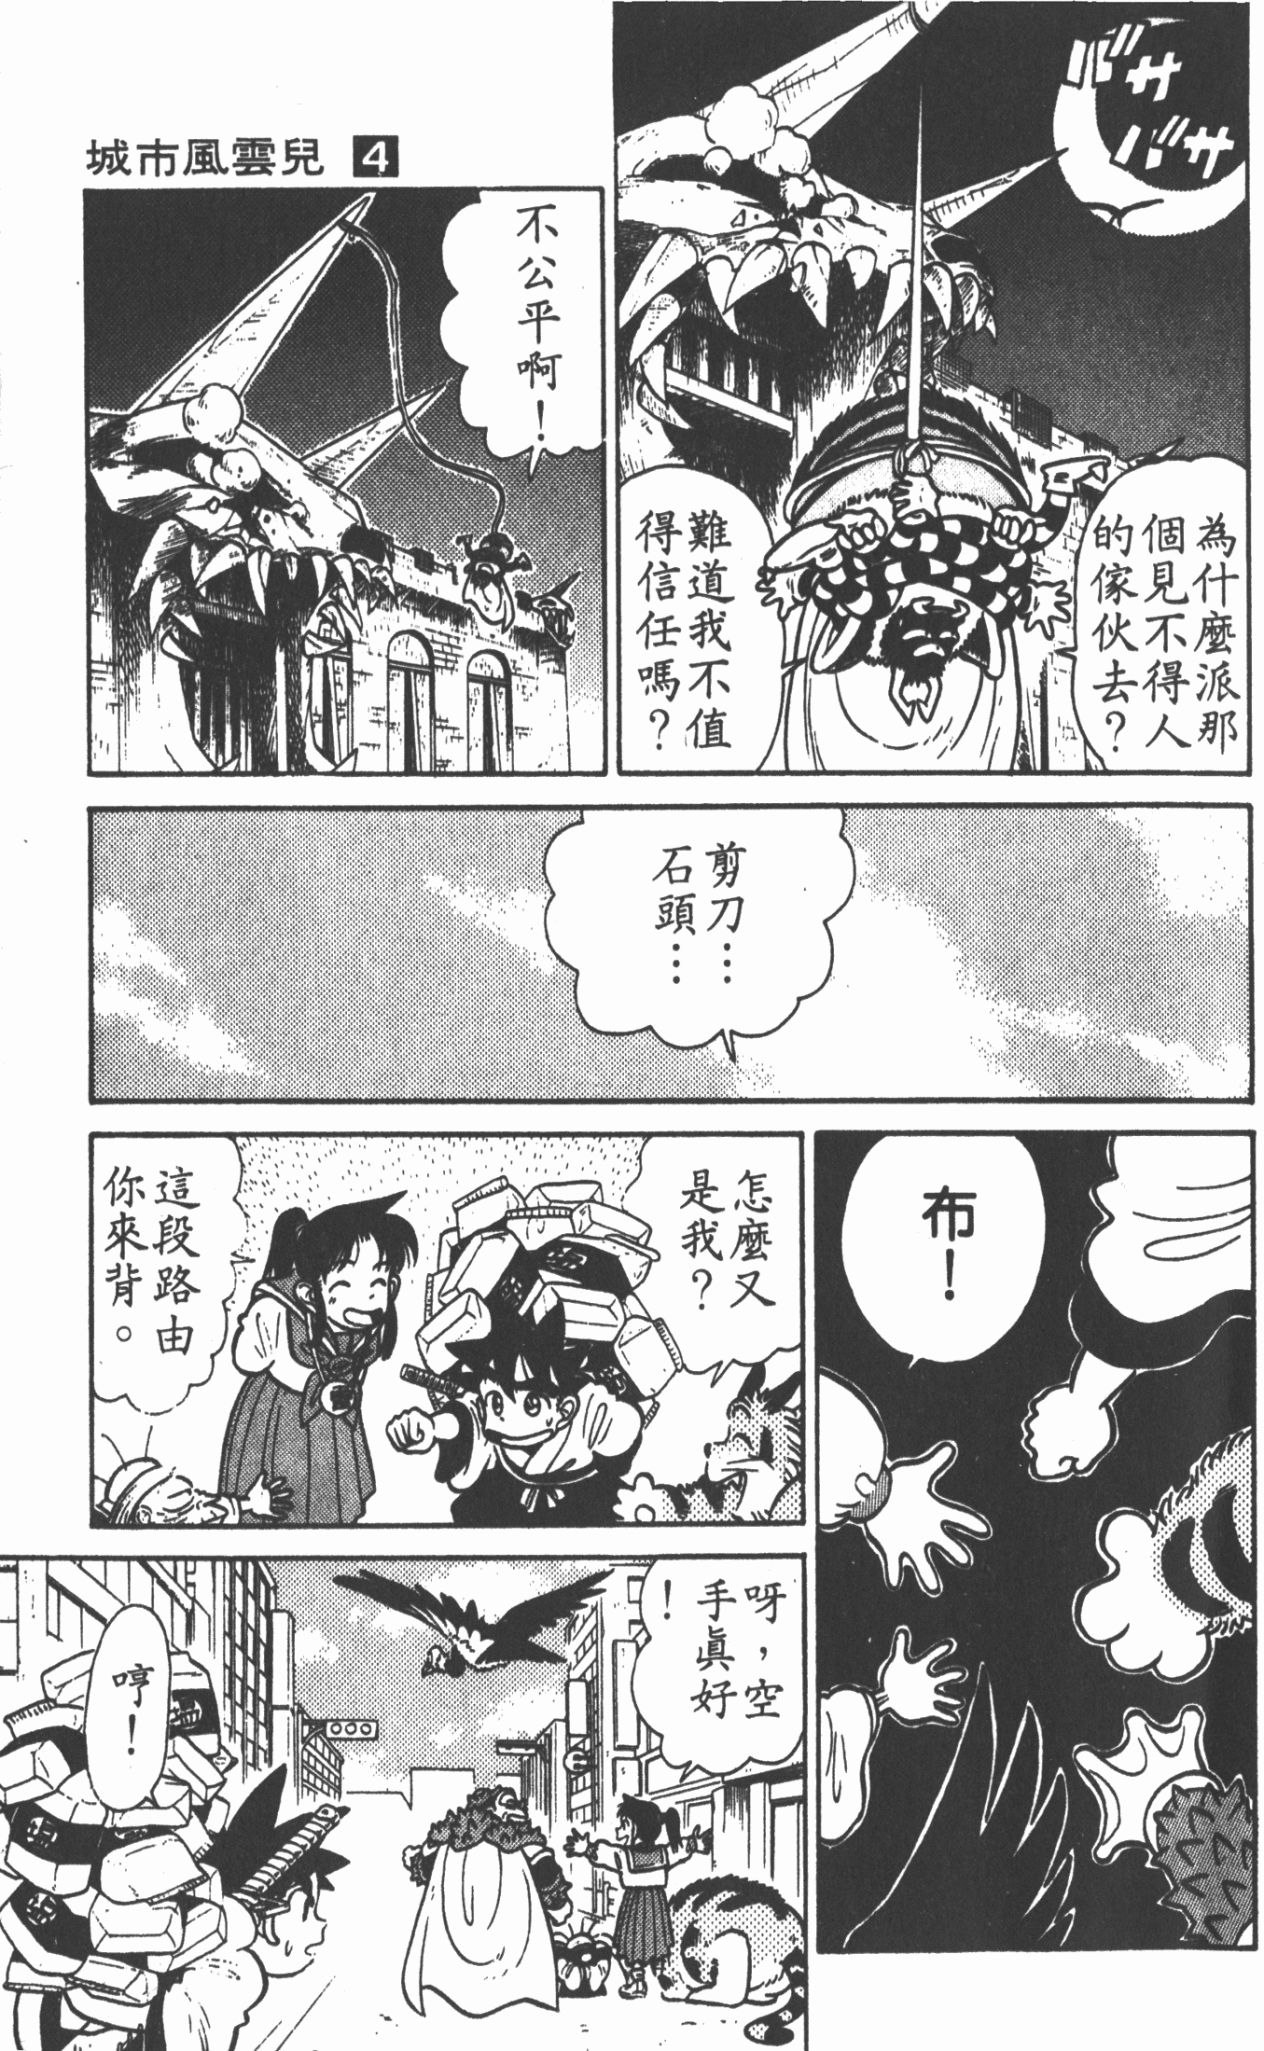 城市風雲兒 4
バサ
バサ
為什麼派那
個見不得人
的傢伙去？
難道我不值
得信任嗎？
不公平啊！
剪刀⋯
石頭⋯⋯
布！
怎麼又
是我？
這段路由
你來背。
呀，空
手真好
！
哼！